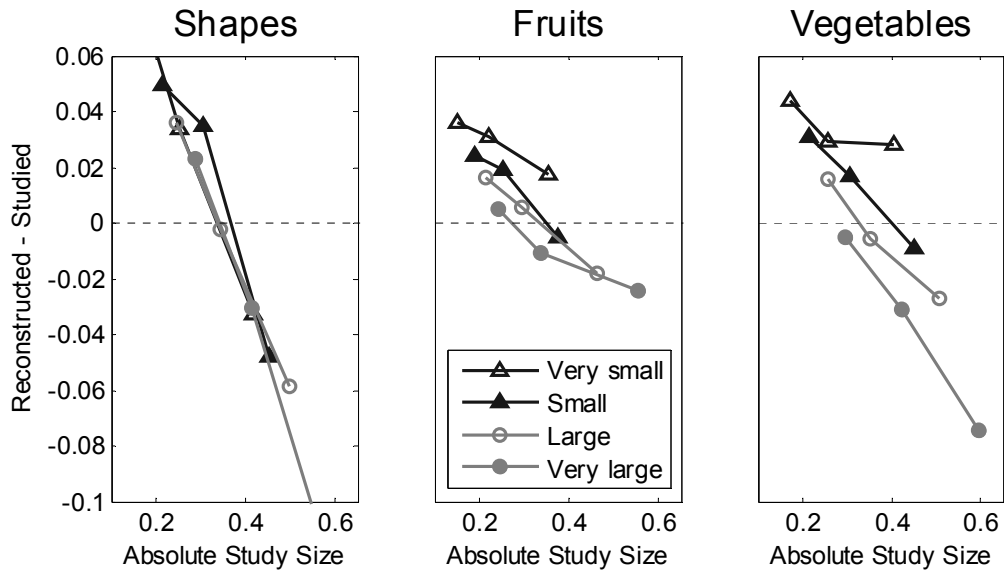 Shapes Fruits Vegetables
0.06
0.04
0.02
0
-0.02
-0.04
-0.06
-0.08
-0.1
Reconstructed - Studied
Very small
Small
Large
Very large
0.2 0.4 0.6 0.2 0.4 0.6 0.2 0.4 0.6
Absolute Study Size Absolute Study Size Absolute Study Size